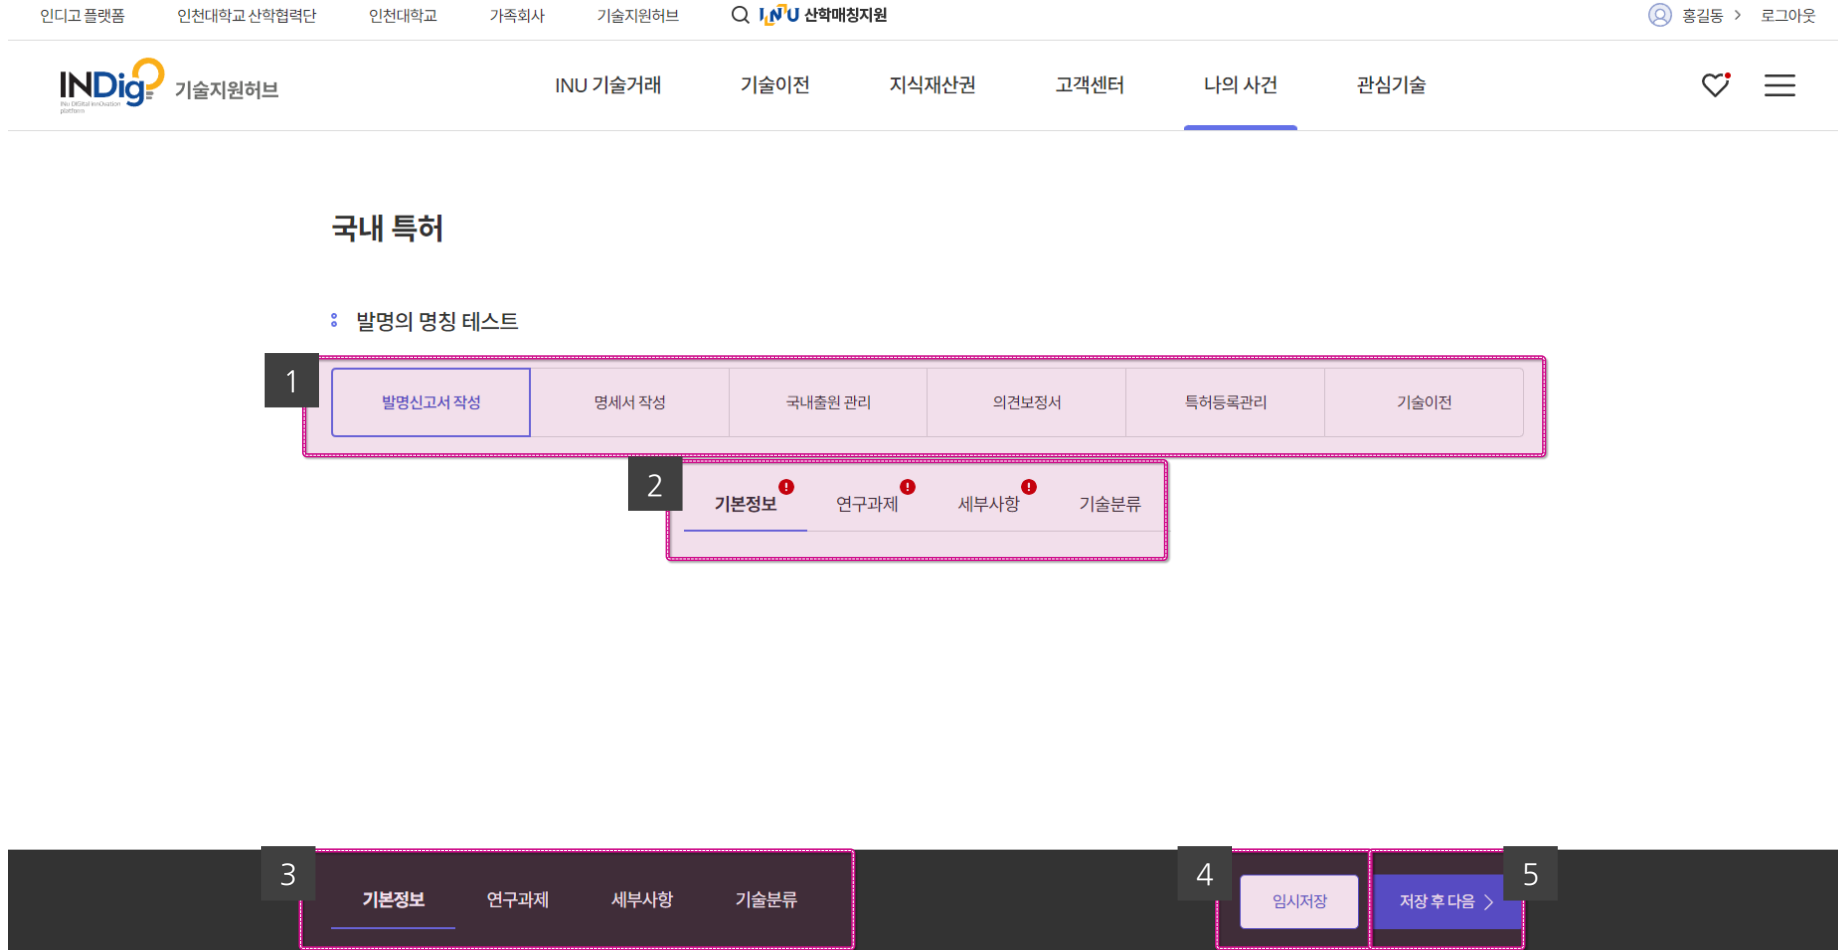 인디고 플랫폼 인천대학교 산학협력단 인천대학교 가족회사 기술지원허브 INU 산학매칭지원 홍길동 > 로그아웃
INDigo 기술지원허브 INU 기술거래 기술이전 지식재산권 고객센터 나의 사건 관심기술
INU DIGital InnOvation
platform
국내 특허
발명의 명칭 테스트
1
발명신고서 작성 명세서 작성 국내출원 관리 의견보정서 특허등록관리 기술이전
2
기본정보 ! 연구과제 ! 세부사항 ! 기술분류
3
기본정보 연구과제 세부사항 기술분류
4
임시저장
5
저장 후 다음 >